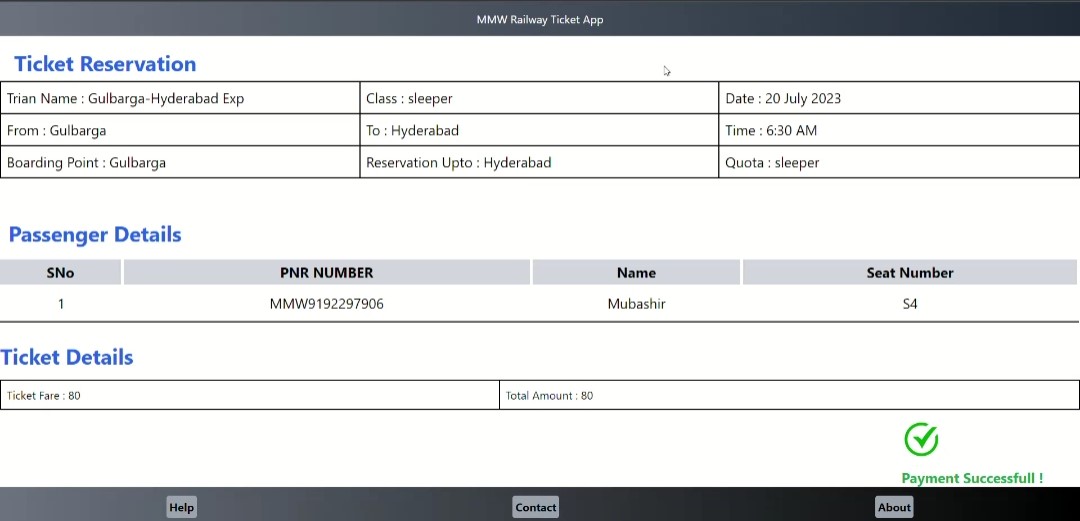 MMW Railway Ticket App
Ticket Reservation
Trian Name : Gulbarga-Hyderabad Exp
Class : sleeper
Date : 20 July 2023
From : Gulbarga
To : Hyderabad
Time : 6:30 AM
Boarding Point : Gulbarga
Reservation Upto : Hyderabad
Quota : sleeper
Passenger Details
SNo PNR NUMBER Name Seat Number
1 MMW9192297906 Mubashir S4
Ticket Details
Ticket Fare : 80
Total Amount : 80
Payment Successfull !
Help Contact About